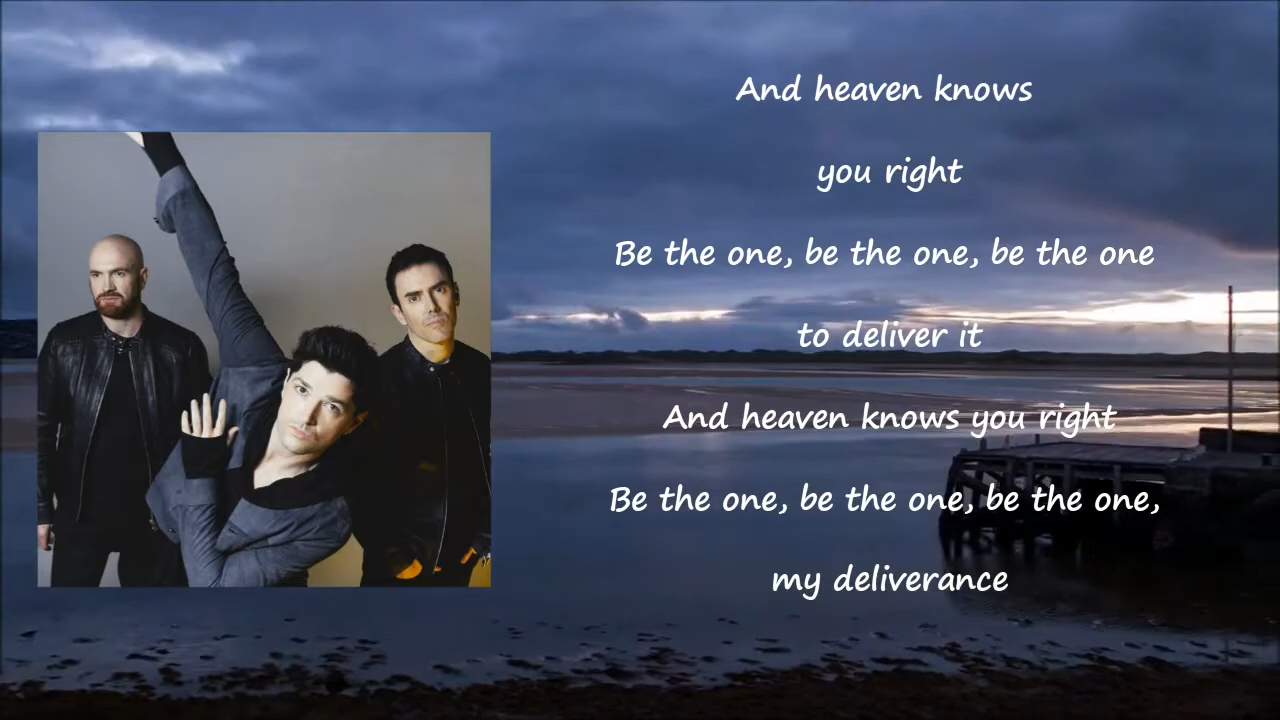 And heaven knows
you right
Be the one, be the one, be the one
to deliver it
And heaven knows you right
Be the one, be the one, be the one,
my deliverance